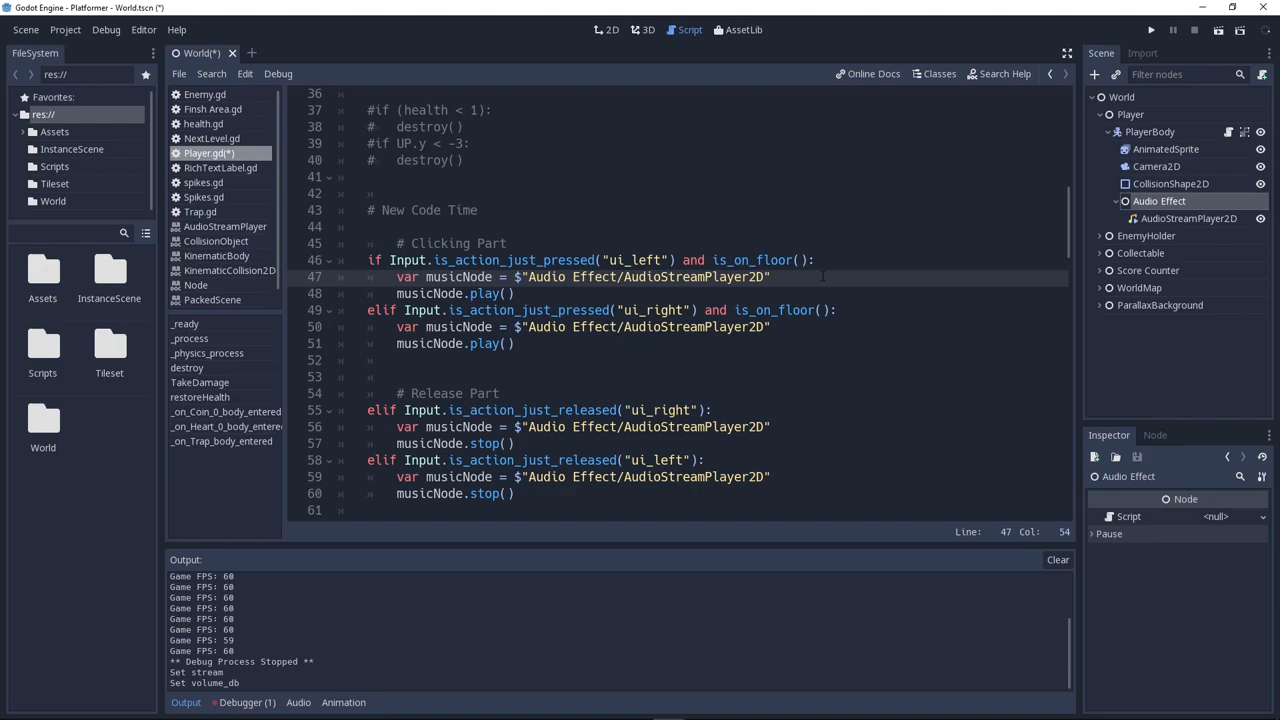 Godot Engine - Platformer - World.tscn (*)
Scene Project Debug Editor Help
2D 3D Script AssetLib
FileSystem
res://
Favorites:
res://
Assets
InstanceScene
Scripts
Tileset
World
Assets
InstanceScene
Scripts
Tileset
World
World(*)
File Search Edit Debug
Online Docs Classes Search Help
Enemy.gd
Finsh Area.gd
health.gd
NextLevel.gd
Player.gd(*)
RichTextLabel.gd
spikes.gd
Spikes.gd
Trap.gd
AudioStreamPlayer
CollisionObject
KinematicBody
KinematicCollision2D
Node
PackedScene
_ready
_process
_physics_process
destroy
TakeDamage
restoreHealth
_on_Coin_0_body_entered
_on_Heart_0_body_entered
_on_Trap_body_entered
36
37 #if (health < 1):
38 # destroy()
39 #if UP.y < -3:
40 # destroy()
41
42
43 # New Code Time
44
45 # Clicking Part
46 if Input.is_action_just_pressed("ui_left") and is_on_floor():
47 var musicNode = $"Audio Effect/AudioStreamPlayer2D"
48 musicNode.play()
49 elif Input.is_action_just_pressed("ui_right") and is_on_floor():
50 var musicNode = $"Audio Effect/AudioStreamPlayer2D"
51 musicNode.play()
52
53
54 # Release Part
55 elif Input.is_action_just_released("ui_right"):
56 var musicNode = $"Audio Effect/AudioStreamPlayer2D"
57 musicNode.stop()
58 elif Input.is_action_just_released("ui_left"):
59 var musicNode = $"Audio Effect/AudioStreamPlayer2D"
60 musicNode.stop()
61
Line: 47 Col: 54
Output:
Clear
Game FPS: 60
Game FPS: 60
Game FPS: 60
Game FPS: 60
Game FPS: 60
Game FPS: 60
Game FPS: 59
Game FPS: 60
** Debug Process Stopped **
Set stream
Set volume_db
Output Debugger (1) Audio Animation
Scene Import
Filter nodes
World
Player
PlayerBody
AnimatedSprite
Camera2D
CollisionShape2D
Audio Effect
AudioStreamPlayer2D
EnemyHolder
Collectable
Score Counter
WorldMap
ParallaxBackground
Inspector Node
Audio Effect
Node
Script <null>
Pause